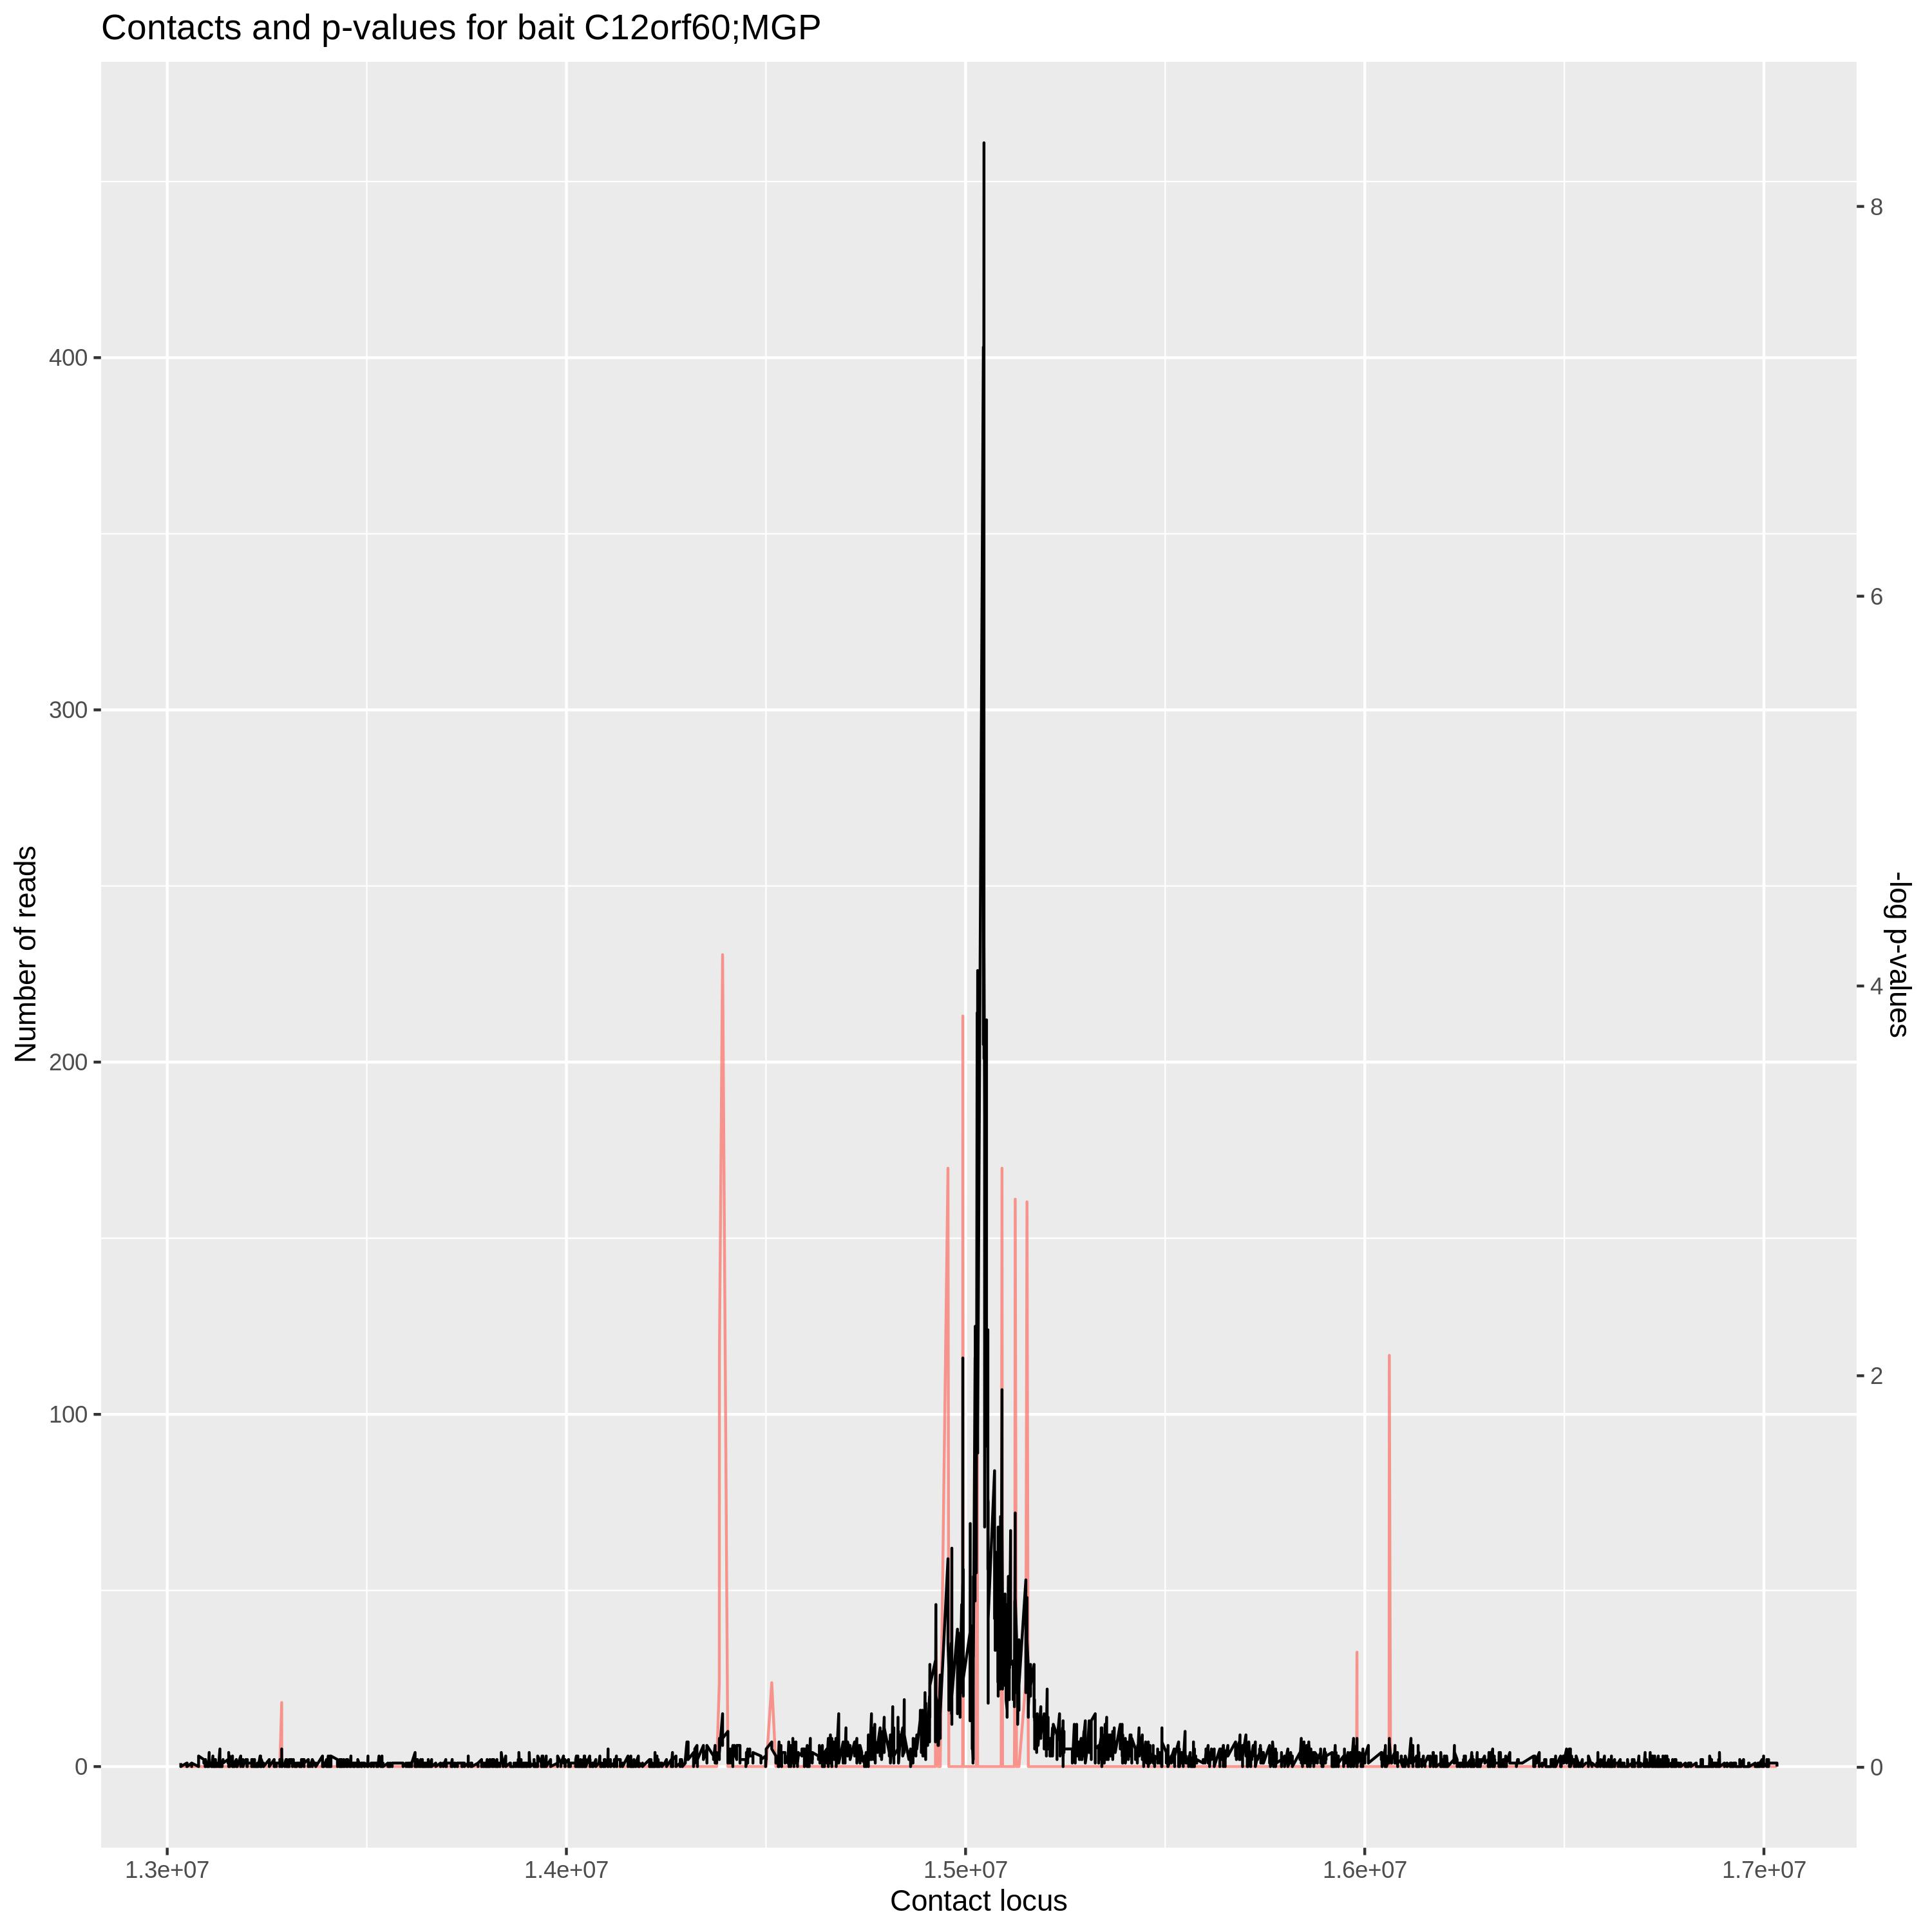 Contacts and p-values for bait C12orf60;MGP
Number of reads
400
300
200
100
0
8
6
4
2
0
-log p-values
1.3e+07
1.4e+07
1.5e+07
1.6e+07
1.7e+07
Contact locus